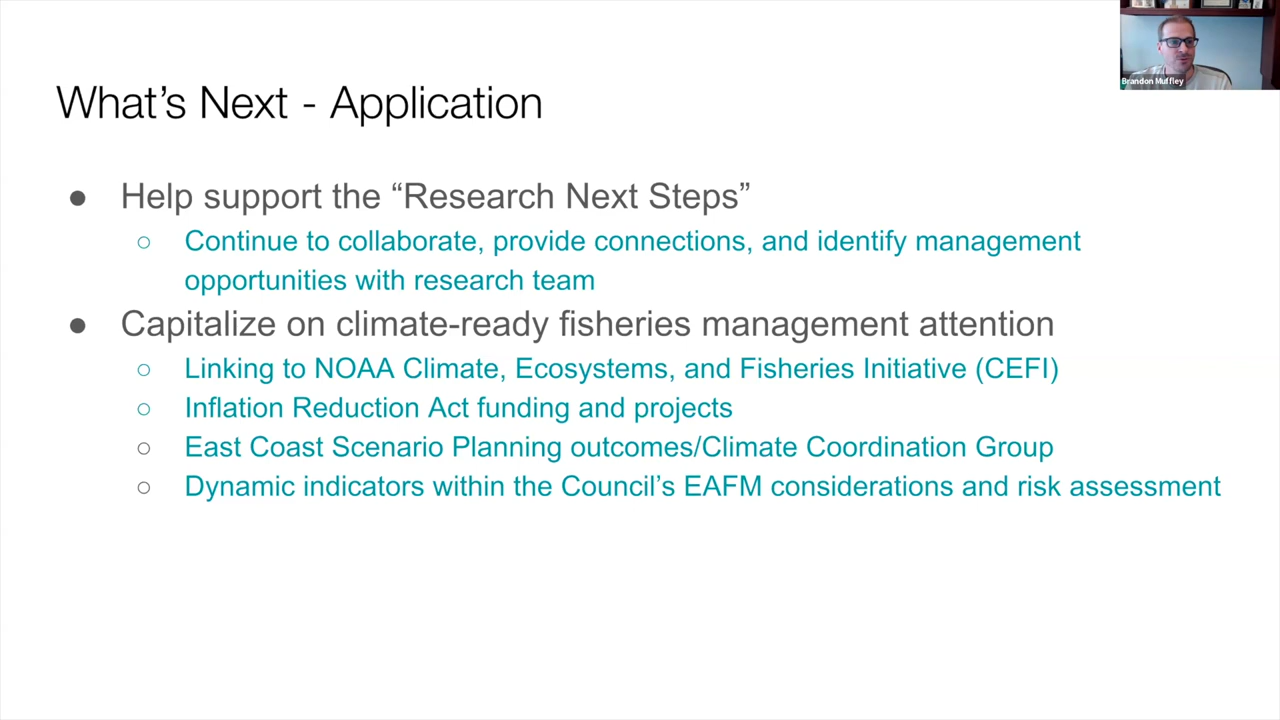 Brandon Muffley
What’s Next - Application
● Help support the “Research Next Steps”
○ Continue to collaborate, provide connections, and identify management
opportunities with research team
● Capitalize on climate-ready fisheries management attention
○ Linking to NOAA Climate, Ecosystems, and Fisheries Initiative (CEFI)
○ Inflation Reduction Act funding and projects
○ East Coast Scenario Planning outcomes/Climate Coordination Group
○ Dynamic indicators within the Council’s EAFM considerations and risk assessment